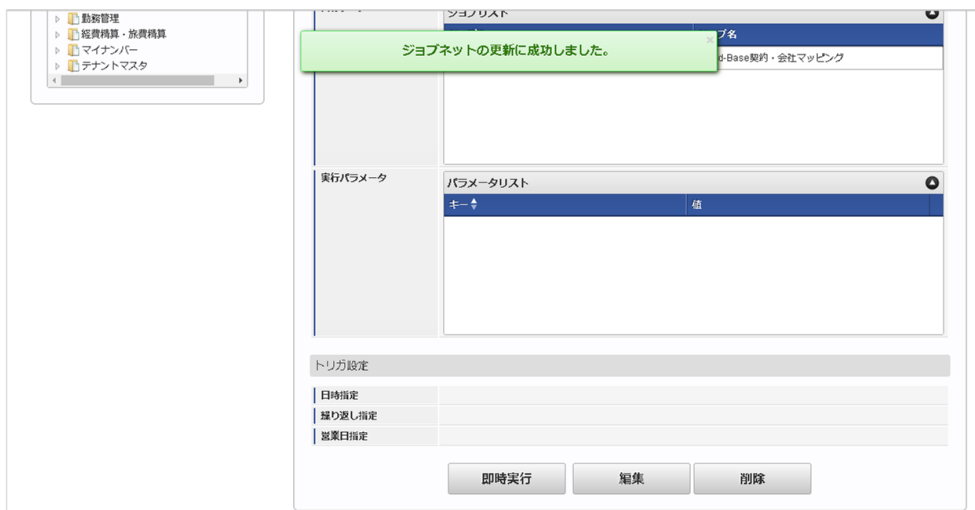 勤務管理
経費精算・旅費精算
マイナンバー
テナントマスタ
ジョブリスト
ブ名
ジョブネットの更新に成功しました。
d-Base契約・会社マッピング
実行パラメータ
パラメータリスト
キー
値
トリガ設定
日時指定
繰り返し指定
営業日指定
即時実行
編集
削除